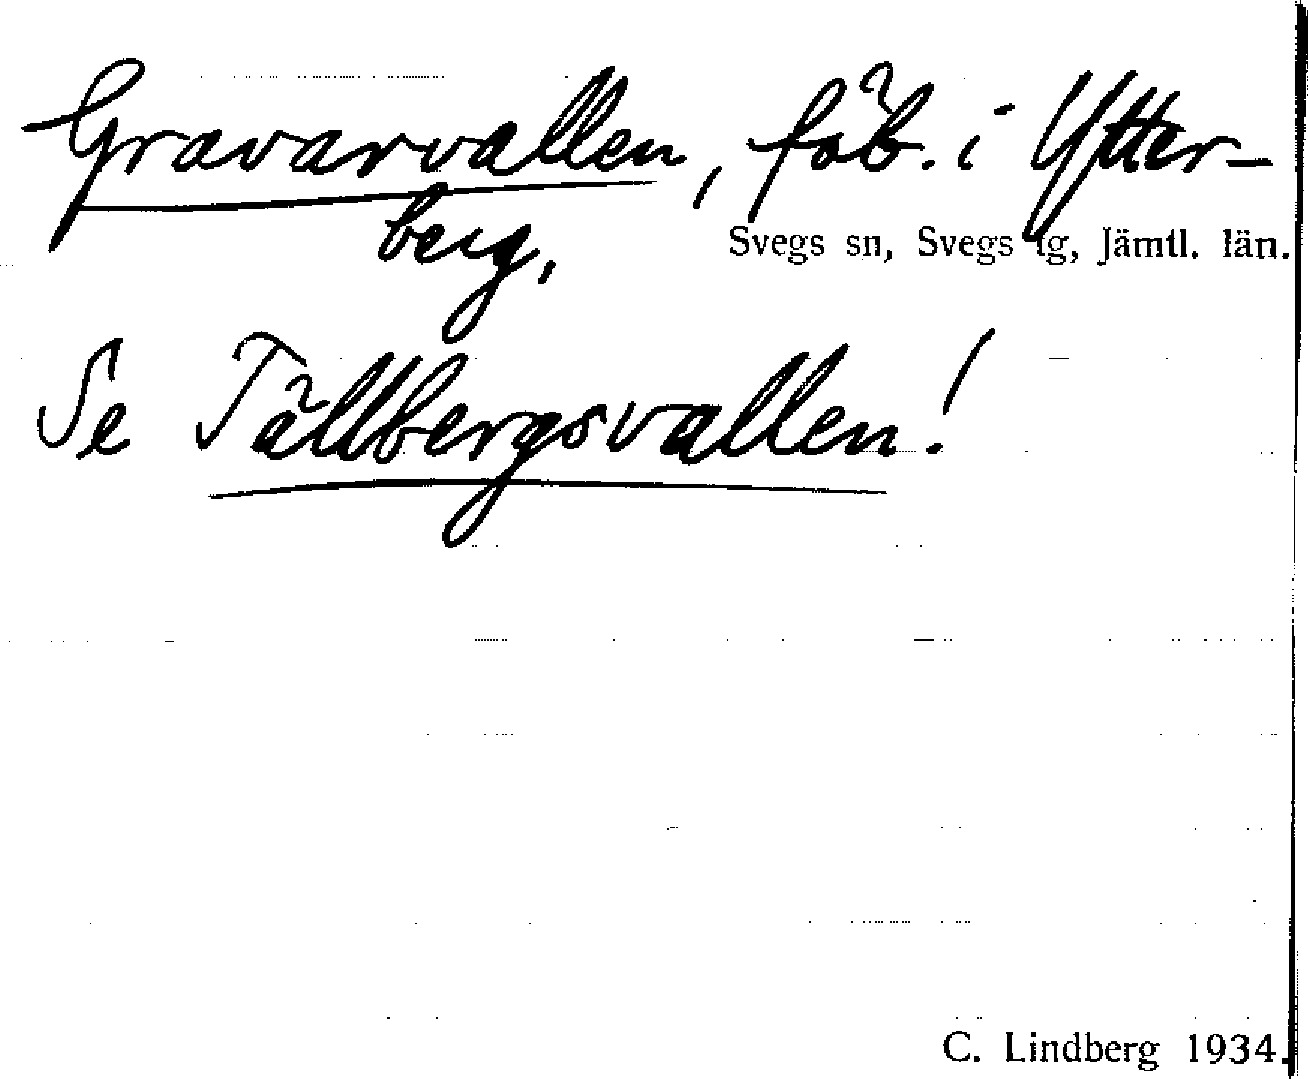 Gravarvallen, fäb. i Ytter-
berg,
Svegs sn, Svegs tg, Jämtl. län.
Se Tällbergsvallen!
C. Lindberg 1934.